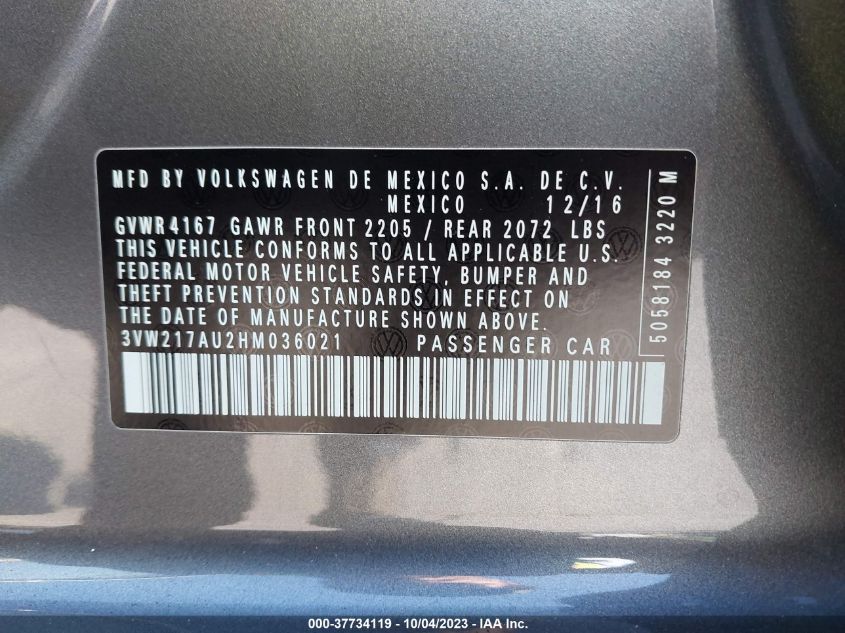 MFD BY VOLKSWAGEN DE MEXICO S.A. DE C.V.
MEXICO 12/16
GVWR 4167 GAWR FRONT 2205 / REAR 2072 LBS
THIS VEHICLE CONFORMS TO ALL APPLICABLE U.S.
FEDERAL MOTOR VEHICLE SAFETY, BUMPER AND
THEFT PREVENTION STANDARDS IN EFFECT ON
THE DATE OF MANUFACTURE SHOWN ABOVE.
3VW217AU2HM036021 PASSENGER CAR
5058184 3220 M
000-37734119 - 10/04/2023 - IAA Inc.